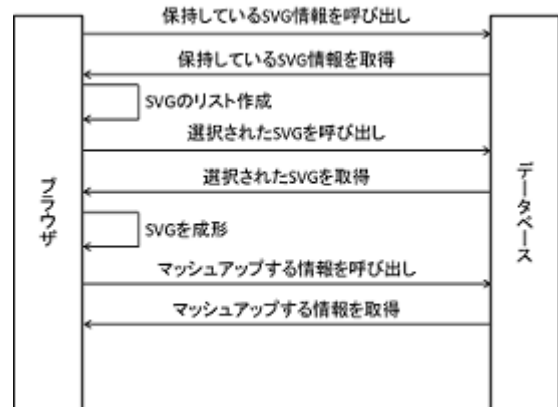 保持しているSVG情報を呼び出し
保持しているSVG情報を取得
SVGのリスト作成
選択されたSVGを呼び出し
選択されたSVGを取得
SVGを成形
マッシュアップする情報を呼び出し
マッシュアップする情報を取得
ブラウザ
データベース